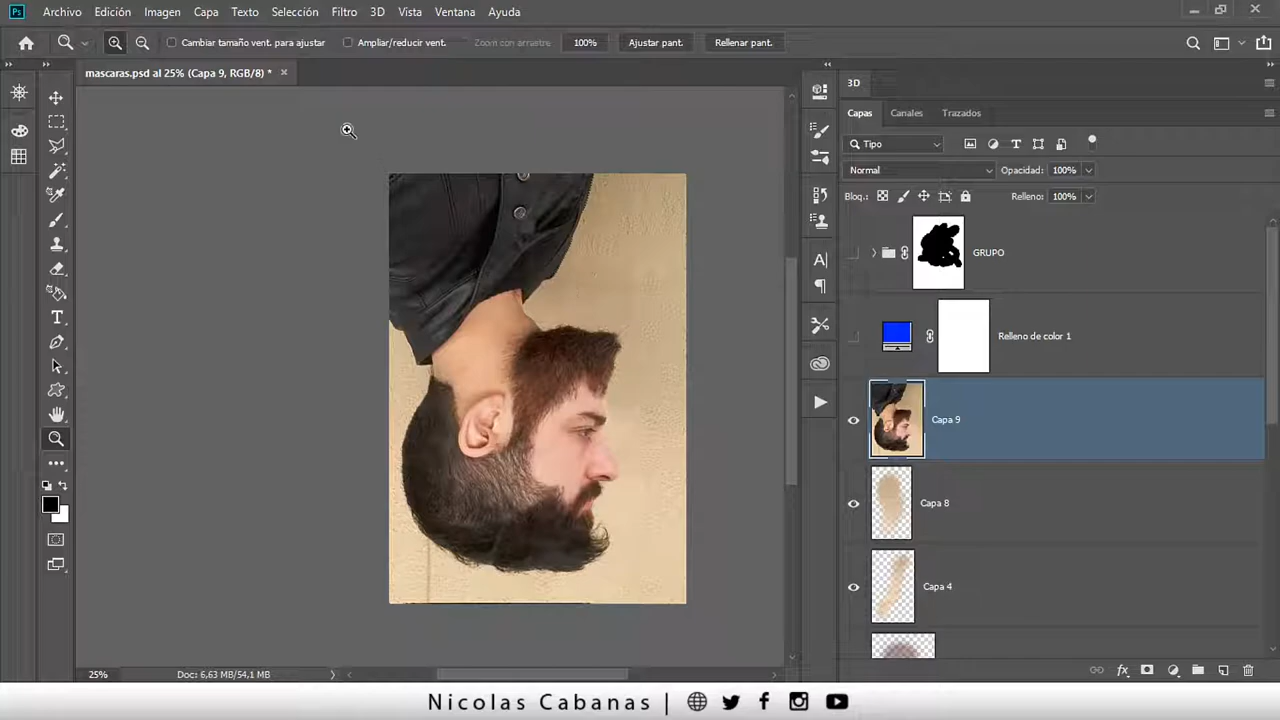 Ps Archivo Edición Imagen Capa Texto Selección Filtro 3D Vista Ventana Ayuda
Cambiar tamaño vent. para ajustar Ampliar/reducir vent. Zoom con arrastre 100% Ajustar pant. Rellenar pant.
mascaras.psd al 25% (Capa 9, RGB/8) *
3D
Capas Canales Trazados
Tipo
Normal Opacidad: 100%
Bloq.: Relleno: 100%
GRUPO
Relleno de color 1
Capa 9
Capa 8
Capa 4
25% Doc: 6,63 MB/54,1 MB
Nicolas Cabanas |